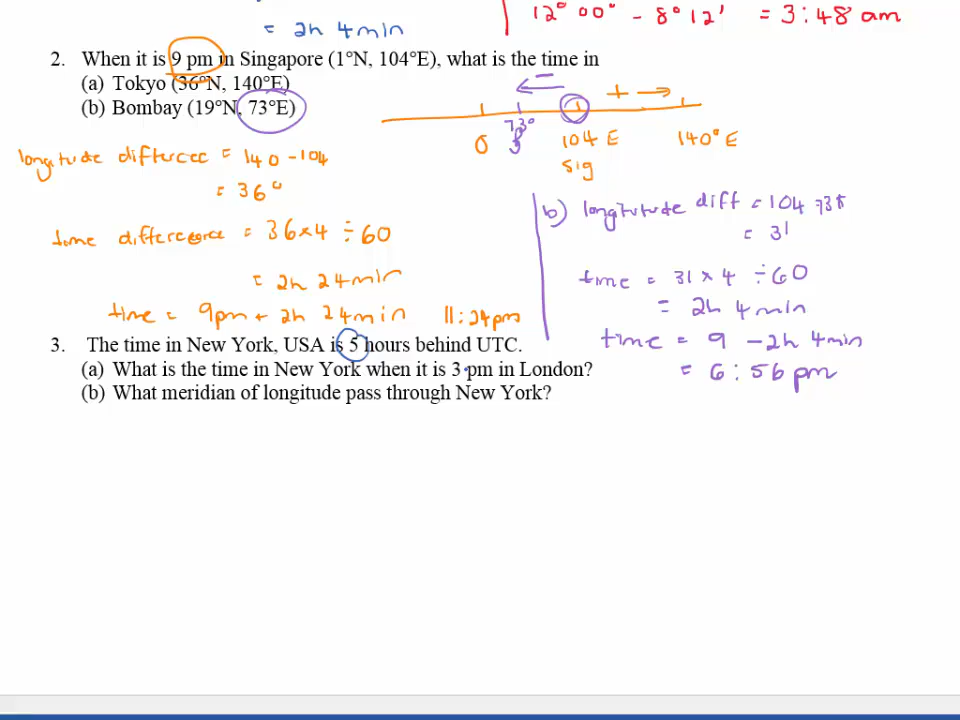 12° 00' - 8° 12' = 3:48 am
= 2h 4min
2. When it is 9 pm in Singapore (1°N, 104°E), what is the time in
(a) Tokyo (36°N, 140°E)
(b) Bombay (19°N, 73°E)
- + 
0 73° 104 E 140° E
sig
longitude difference = 140 - 104
= 36°
time difference = 36 × 4 ÷ 60
= 2h 24min
time = 9pm + 2h 24min 11:24pm
b) longitude diff = 104 73
= 31
time = 31 × 4 ÷ 60
= 2h 4min
time = 9 - 2h 4min
= 6:56 pm
3. The time in New York, USA is 5 hours behind UTC.
(a) What is the time in New York when it is 3 pm in London?
(b) What meridian of longitude pass through New York?